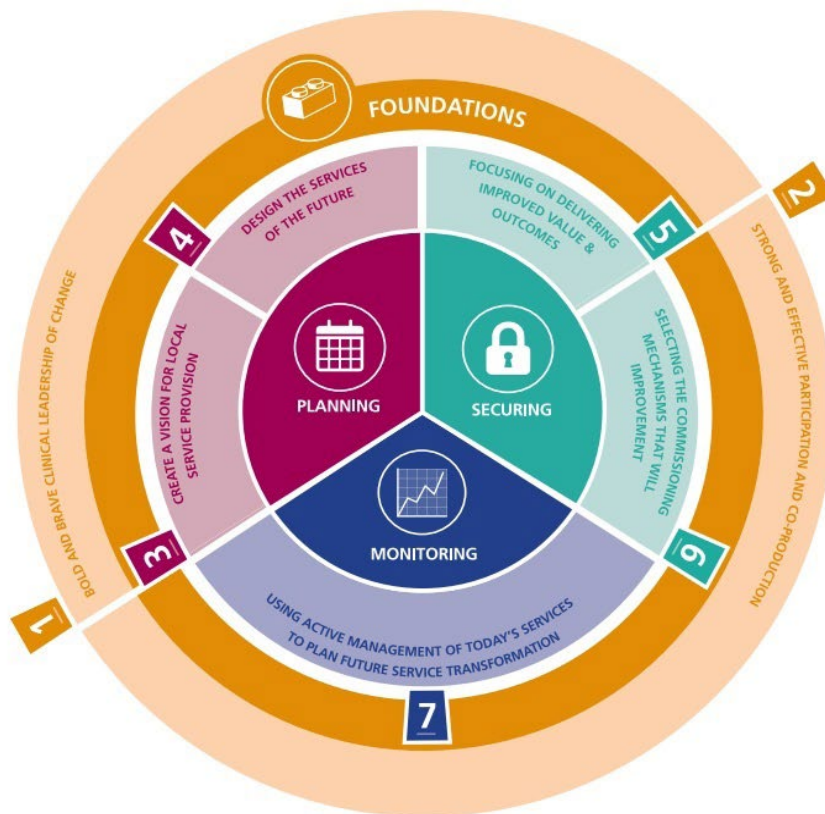 FOUNDATIONS
1
BOLD AND BRAVE CLINICAL LEADERSHIP OF CHANGE
2
STRONG AND EFFECTIVE PARTICIPATION AND CO-PRODUCTION
3
CREATE A VISION FOR LOCAL
SERVICE PROVISION
4
DESIGN THE SERVICES
OF THE FUTURE
5
FOCUSING ON DELIVERING
IMPROVED VALUE &
OUTCOMES
6
SELECTING THE COMMISSIONING
MECHANISMS THAT WILL
IMPROVEMENT
7
USING ACTIVE MANAGEMENT OF TODAY'S SERVICES
TO PLAN FUTURE SERVICE TRANSFORMATION
PLANNING
SECURING
MONITORING